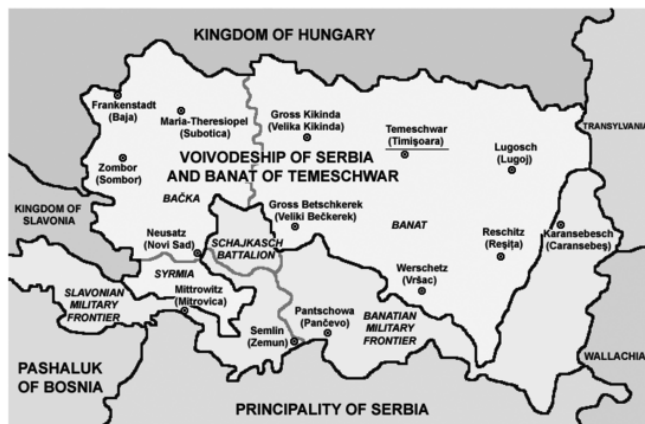 KINGDOM OF HUNGARY
Frankenstadt
(Baja)
Maria-Theresiopel
(Subotica)
Gross Kikinda
(Velika Kikinda)
Temeschwar
(Timişoara)
TRANSYLVANIA
Lugosch
(Lugoj)
Zombor
(Sombor)
VOIVODESHIP OF SERBIA
AND BANAT OF TEMESCHWAR
BAČKA
KINGDOM OF
SLAVONIA
Gross Betschkerek
(Veliki Bečkerek)
BANAT
Neusatz
(Novi Sad)
SCHAJKASCH
BATTALION
Reschitz
(Reşiţa)
Karansebesch
(Caransebeş)
SYRMIA
Werschetz
(Vršac)
SLAVONIAN
MILITARY
FRONTIER
Mittrowitz
(Mitrovica)
Pantschowa
(Pančevo)
BANATIAN
MILITARY
FRONTIER
Semlin
(Zemun)
WALLACHIA
PASHALUK
OF BOSNIA
PRINCIPALITY OF SERBIA